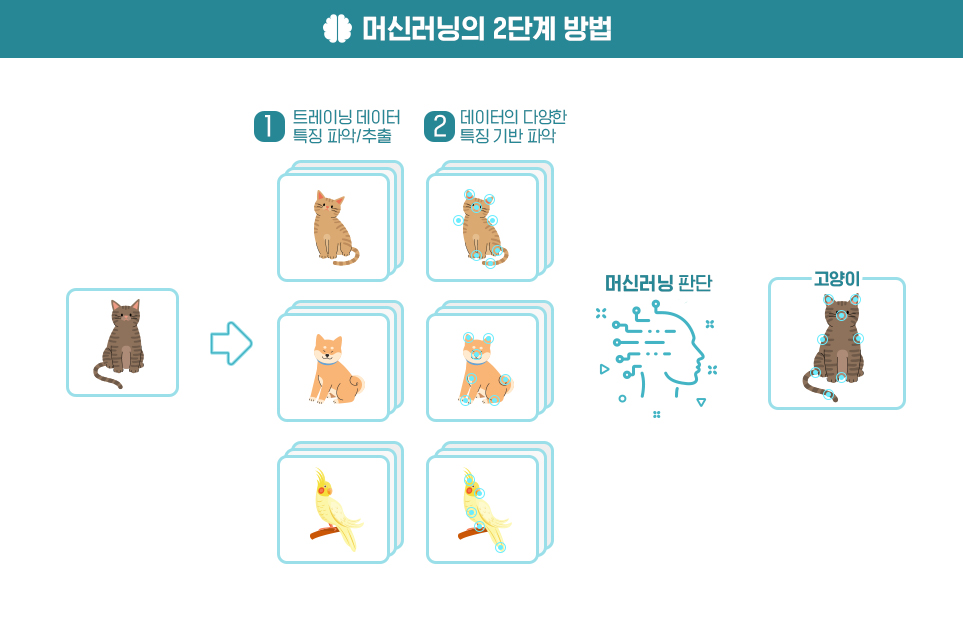 머신러닝의 2단계 방법
1
트레이닝 데이터
특징 파악/추출
2
데이터의 다양한
특징 기반 파악
머신러닝 판단
고양이